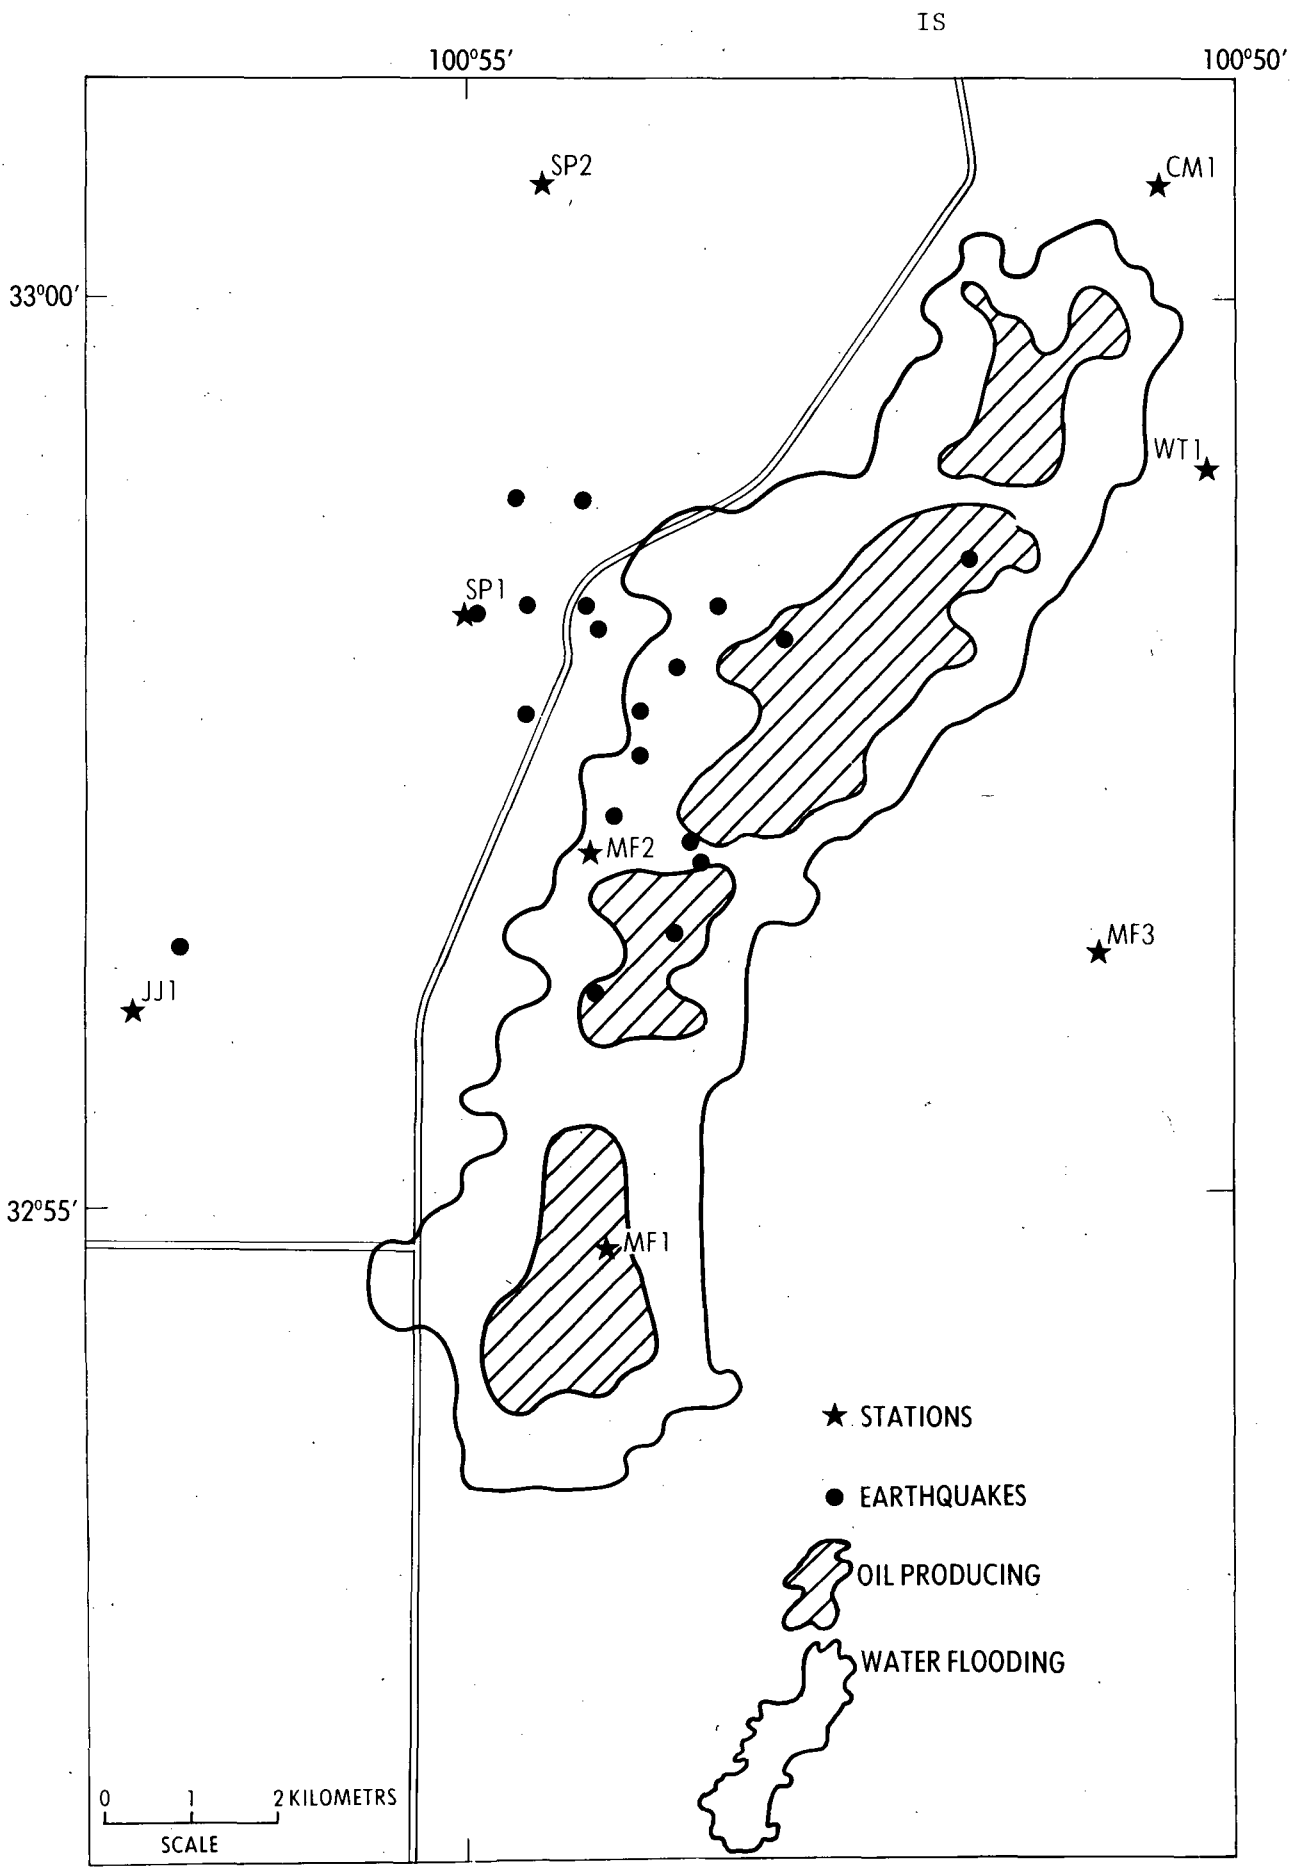 IS
100°55'
100°50'
SP2
CM1
33°00'
WT1
SP1
MF2
MF3
JJ1
32°55'
MF1
STATIONS
EARTHQUAKES
OIL PRODUCING
WATER FLOODING
0 1 2 KILOMETRS
SCALE